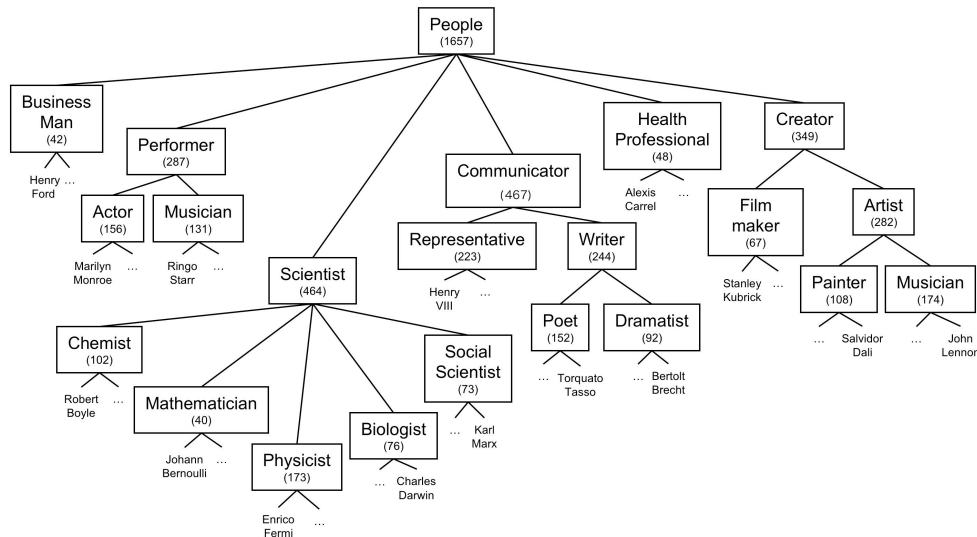 People
(1657)
Business
Man
(42)
Henry ...
Ford
Performer
(287)
Actor
(156)
Marilyn ...
Monroe
Musician
(131)
Ringo ...
Starr
Scientist
(464)
Chemist
(102)
Robert ...
Boyle
Mathematician
(40)
Johann ...
Bernoulli
Physicist
(173)
Enrico ...
Fermi
Biologist
(76)
... Charles
Darwin
Social
Scientist
(73)
... Karl
Marx
Communicator
(467)
Representative
(223)
Henry ...
VIII
Writer
(244)
Poet
(152)
... Torquato
Tasso
Dramatist
(92)
... Bertolt
Brecht
Health
Professional
(48)
Alexis ...
Carrel
Creator
(349)
Film
maker
(67)
Stanley ...
Kubrick
Artist
(282)
Painter
(108)
... Salvidor
Dali
Musician
(174)
... John
Lennon